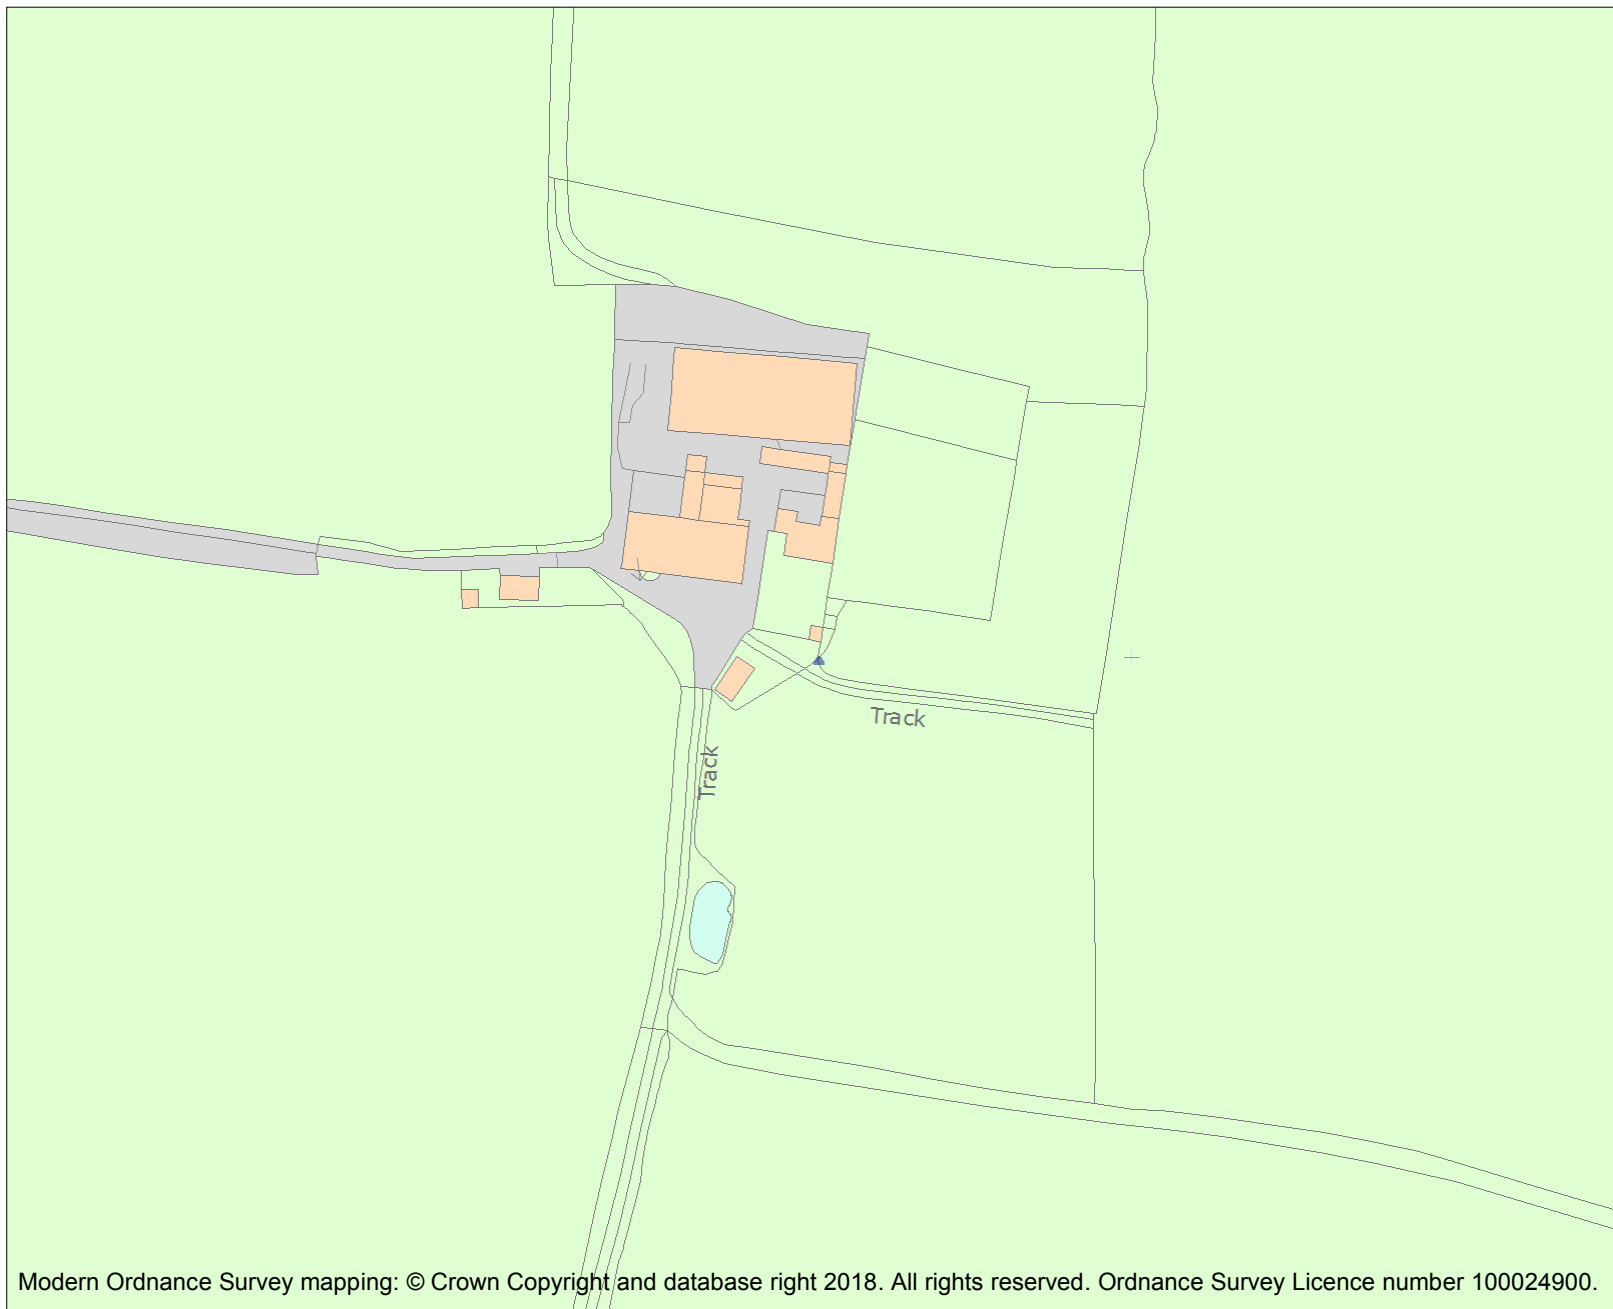 Track
Track
Modern Ordnance Survey mapping: © Crown Copyright and database right 2018. All rights reserved. Ordnance Survey Licence number 100024900.